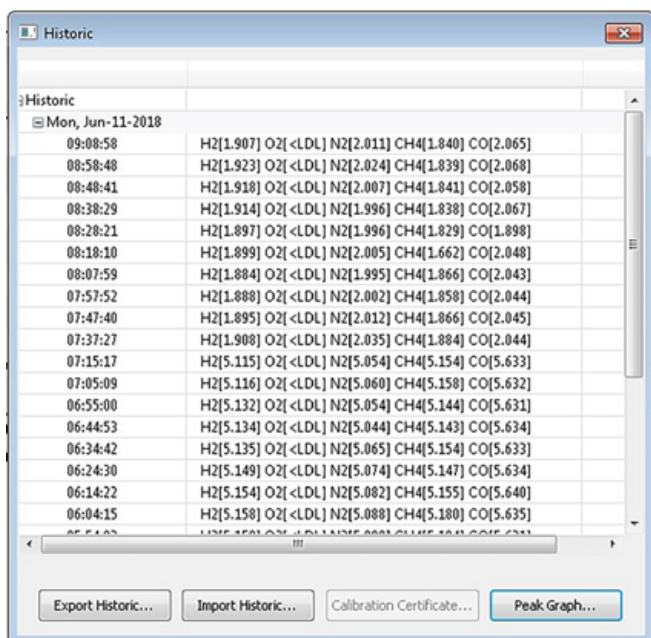 Historic
Historic
Mon, Jun-11-2018
09:08:58 H2[1.907] O2[<LDL] N2[2.011] CH4[1.840] CO[2.065]
08:58:48 H2[1.923] O2[<LDL] N2[2.024] CH4[1.839] CO[2.068]
08:48:41 H2[1.918] O2[<LDL] N2[2.007] CH4[1.841] CO[2.058]
08:38:29 H2[1.914] O2[<LDL] N2[1.996] CH4[1.838] CO[2.067]
08:28:21 H2[1.897] O2[<LDL] N2[1.996] CH4[1.829] CO[1.898]
08:18:10 H2[1.899] O2[<LDL] N2[2.005] CH4[1.662] CO[2.048]
08:07:59 H2[1.884] O2[<LDL] N2[1.995] CH4[1.866] CO[2.043]
07:57:52 H2[1.888] O2[<LDL] N2[2.002] CH4[1.858] CO[2.044]
07:47:40 H2[1.895] O2[<LDL] N2[2.012] CH4[1.866] CO[2.045]
07:37:27 H2[1.908] O2[<LDL] N2[2.035] CH4[1.884] CO[2.044]
07:15:17 H2[5.115] O2[<LDL] N2[5.054] CH4[5.154] CO[5.633]
07:05:09 H2[5.116] O2[<LDL] N2[5.060] CH4[5.158] CO[5.632]
06:55:00 H2[5.132] O2[<LDL] N2[5.054] CH4[5.144] CO[5.631]
06:44:53 H2[5.134] O2[<LDL] N2[5.044] CH4[5.143] CO[5.634]
06:34:42 H2[5.135] O2[<LDL] N2[5.065] CH4[5.154] CO[5.633]
06:24:30 H2[5.149] O2[<LDL] N2[5.074] CH4[5.147] CO[5.634]
06:14:22 H2[5.154] O2[<LDL] N2[5.082] CH4[5.155] CO[5.640]
06:04:15 H2[5.158] O2[<LDL] N2[5.088] CH4[5.180] CO[5.635]
Export Historic... Import Historic... Calibration Certificate... Peak Graph...